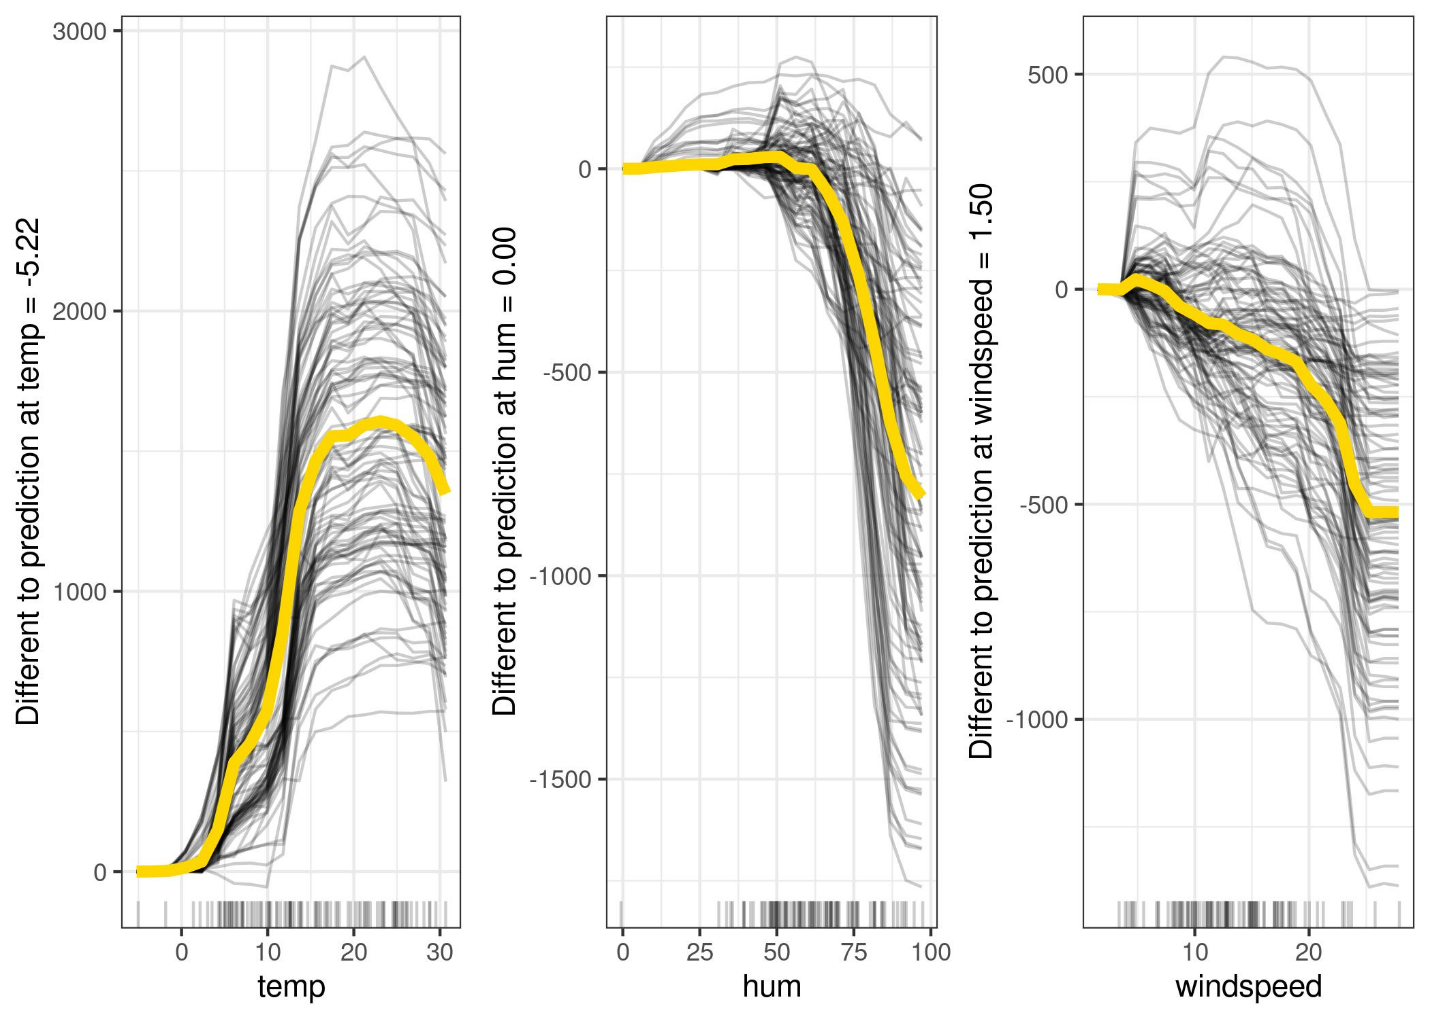 Different to prediction at temp = -5.22
3000
2000
1000
0
0 10 20 30
temp
Different to prediction at hum = 0.00
0
-500
-1000
-1500
0 25 50 75 100
hum
Different to prediction at windspeed = 1.50
500
0
-500
-1000
10 20
windspeed